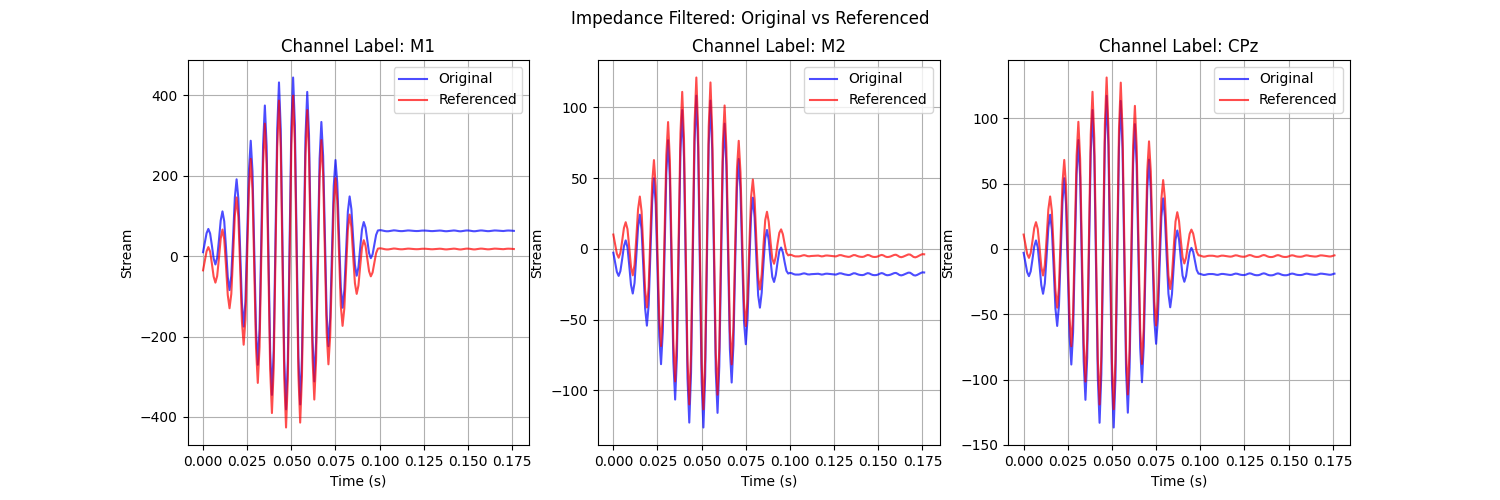 Impedance Filtered: Original vs Referenced
Channel Label: M1
Original
Referenced
400
200
0
−200
−400
Stream
0.000 0.025 0.050 0.075 0.100 0.125 0.150 0.175
Time (s)
Channel Label: M2
Original
Referenced
100
50
0
−50
−100
Stream
0.000 0.025 0.050 0.075 0.100 0.125 0.150 0.175
Time (s)
Channel Label: CPz
Original
Referenced
100
50
0
−50
−100
−150
Stream
0.000 0.025 0.050 0.075 0.100 0.125 0.150 0.175
Time (s)